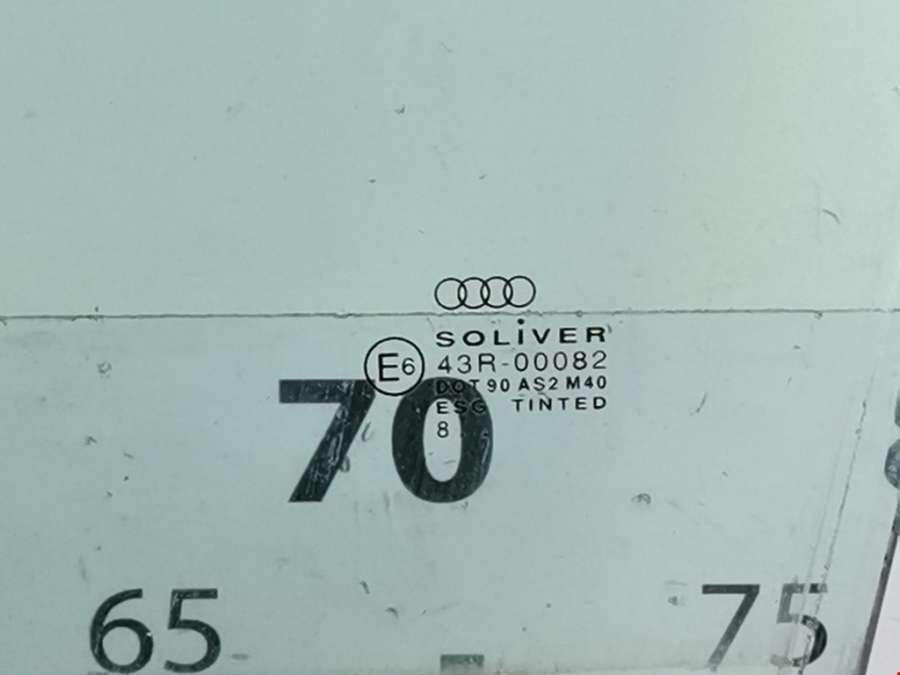 SOLiVER
E6 43R-00082
DOT 90 AS2 M40
ESG TINTED
8
70
65 75